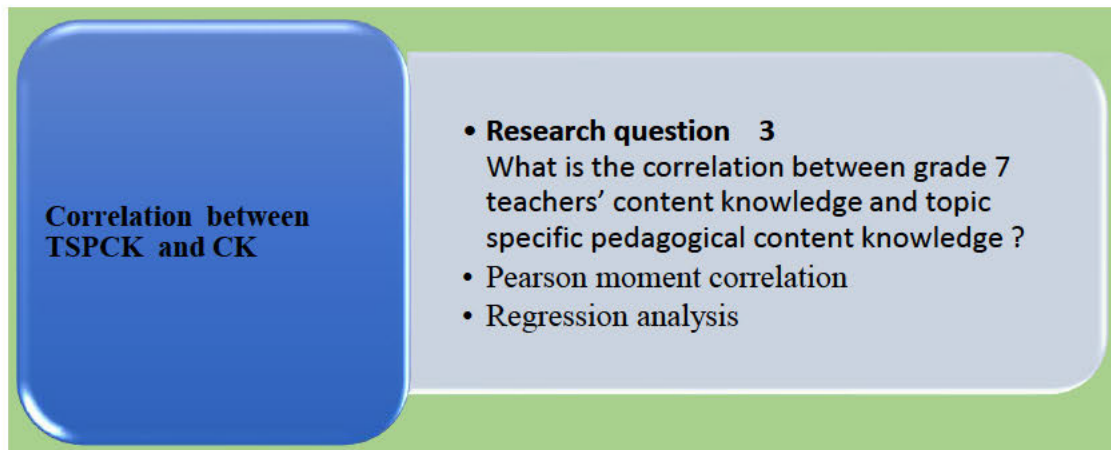 Correlation between
TSPCK and CK
• Research question 3
What is the correlation between grade 7
teachers’ content knowledge and topic
specific pedagogical content knowledge ?
• Pearson moment correlation
• Regression analysis